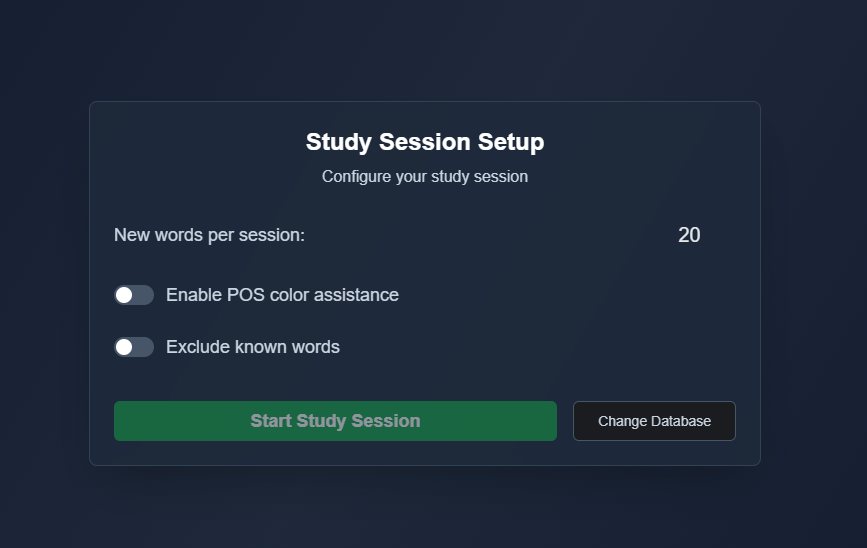 Study Session Setup
Configure your study session
New words per session: 20
Enable POS color assistance
Exclude known words
Start Study Session Change Database